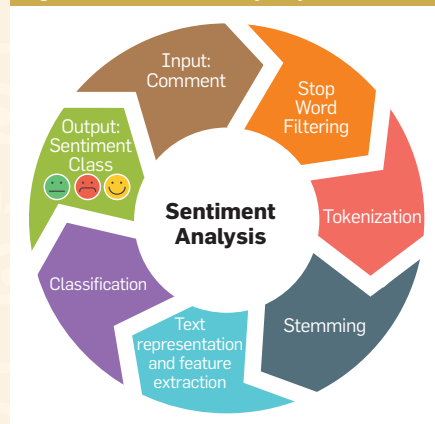 Input:
Comment
Stop
Word
Filtering
Tokenization
Stemming
Text
representation
and feature
extraction
Classification
Output:
Sentiment
Class
Sentiment
Analysis